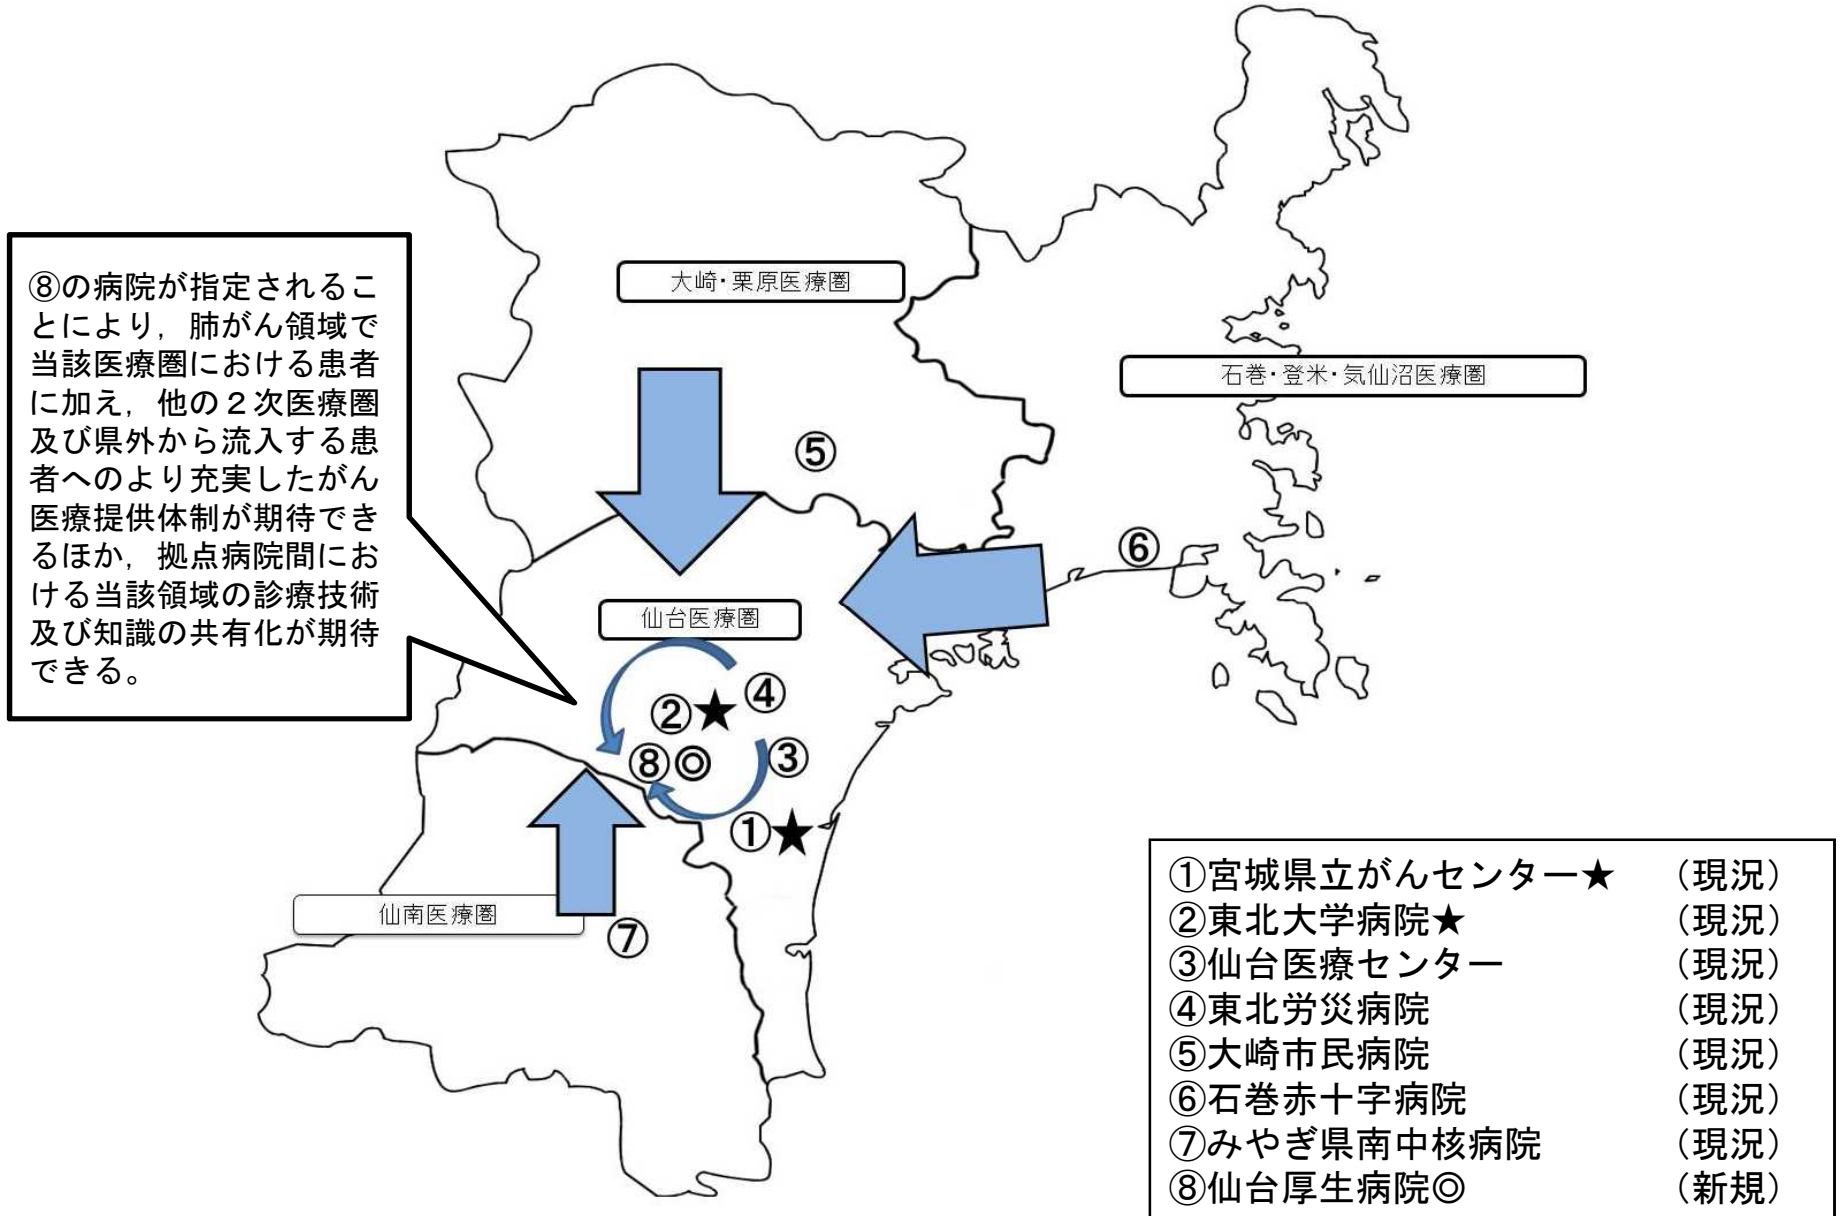 大崎・栗原医療圏
⑧の病院が指定されるこ
とにより，肺がん領域で
当該医療圏における患者
に加え，他の２次医療圏
及び県外から流入する患
者へのより充実したがん
医療提供体制が期待でき
るほか，拠点病院間にお
ける当該領域の診療技術
及び知識の共有化が期待
できる。
石巻・登米・気仙沼医療圏
⑤
⑥
仙台医療圏
②★ ④
⑧◎ ③
①★
仙南医療圏
⑦
①宮城県立がんセンター★ （現況）
②東北大学病院★ （現況）
③仙台医療センター （現況）
④東北労災病院 （現況）
⑤大崎市民病院 （現況）
⑥石巻赤十字病院 （現況）
⑦みやぎ県南中核病院 （現況）
⑧仙台厚生病院◎ （新規）